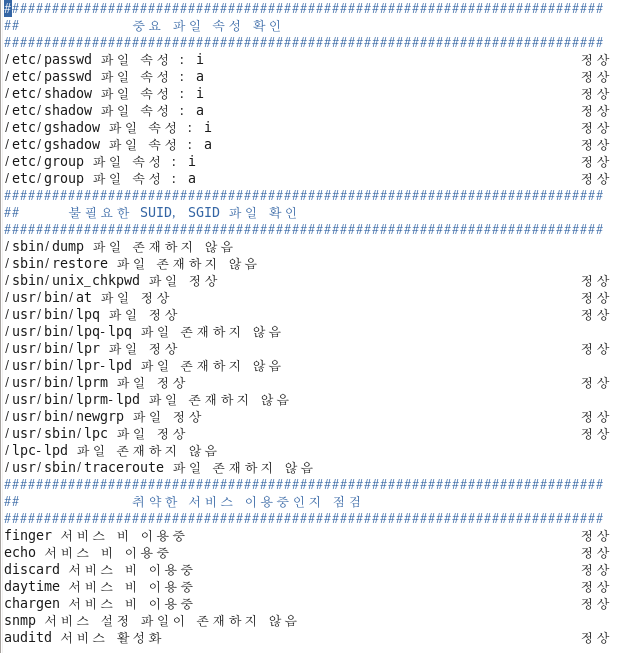 ###########################################################################
##              중요 파일 속성 확인
###########################################################################
/etc/passwd 파일 속성 : i                                               정상
/etc/passwd 파일 속성 : a                                               정상
/etc/shadow 파일 속성 : i                                               정상
/etc/shadow 파일 속성 : a                                               정상
/etc/gshadow 파일 속성 : i                                              정상
/etc/gshadow 파일 속성 : a                                              정상
/etc/group 파일 속성 : i                                                정상
/etc/group 파일 속성 : a                                                정상
###########################################################################
##      불필요한 SUID, SGID 파일 확인
###########################################################################
/sbin/dump 파일 존재하지 않음
/sbin/restore 파일 존재하지 않음
/sbin/unix_chkpwd 파일 정상                                             정상
/usr/bin/at 파일 정상                                                   정상
/usr/bin/lpq 파일 정상                                                  정상
/usr/bin/lpq-lpq 파일 존재하지 않음
/usr/bin/lpr 파일 정상                                                  정상
/usr/bin/lpr-lpd 파일 존재하지 않음
/usr/bin/lprm 파일 정상                                                 정상
/usr/bin/lprm-lpd 파일 존재하지 않음
/usr/bin/newgrp 파일 정상                                               정상
/usr/sbin/lpc 파일 정상                                                 정상
/lpc-lpd 파일 존재하지 않음
/usr/sbin/traceroute 파일 존재하지 않음
###########################################################################
##              취약한 서비스 이용중인지 점검
###########################################################################
finger 서비스 비 이용중                                                 정상
echo 서비스 비 이용중                                                   정상
discard 서비스 비 이용중                                                정상
daytime 서비스 비 이용중                                                정상
chargen 서비스 비 이용중                                                정상
snmp 서비스 설정 파일이 존재하지 않음
auditd 서비스 활성화                                                    정상